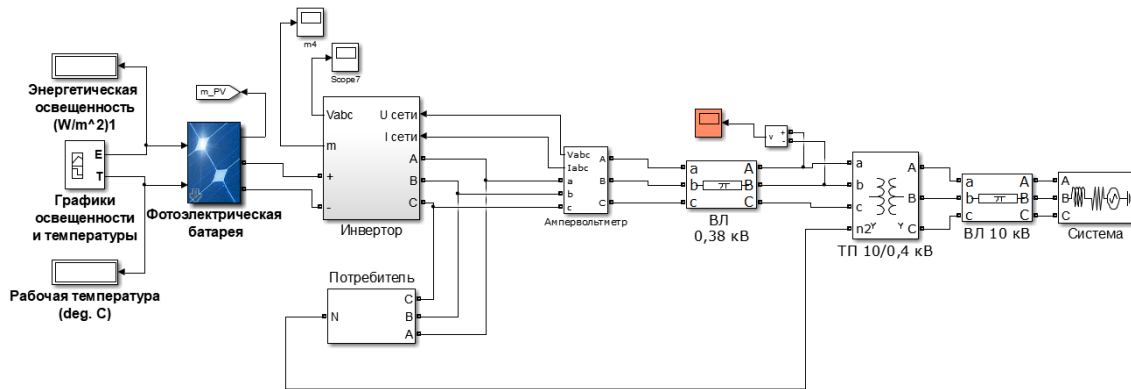 m4
Scope7
Энергетическая
освещенность
(W/m^2)1
E
T
Графики
освещенности
и температуры
Рабочая температура
(deg. C)
m_PV
+
-
Фотоэлектрическая
батарея
Vabc
m
+
-
U сети
I сети
A
B
C
Инвертор
Потребитель
N
C
B
A
Vabc
Iabc
a
b
c
A
B
C
Ампервольтметр
a
b
c
π
A
B
C
ВЛ
0,38 кВ
v
+
-
a
b
c
n2
Y
Y
A
B
C
ТП 10/0,4 кВ
a
b
c
π
A
B
C
ВЛ 10 кВ
A
B
C
Система